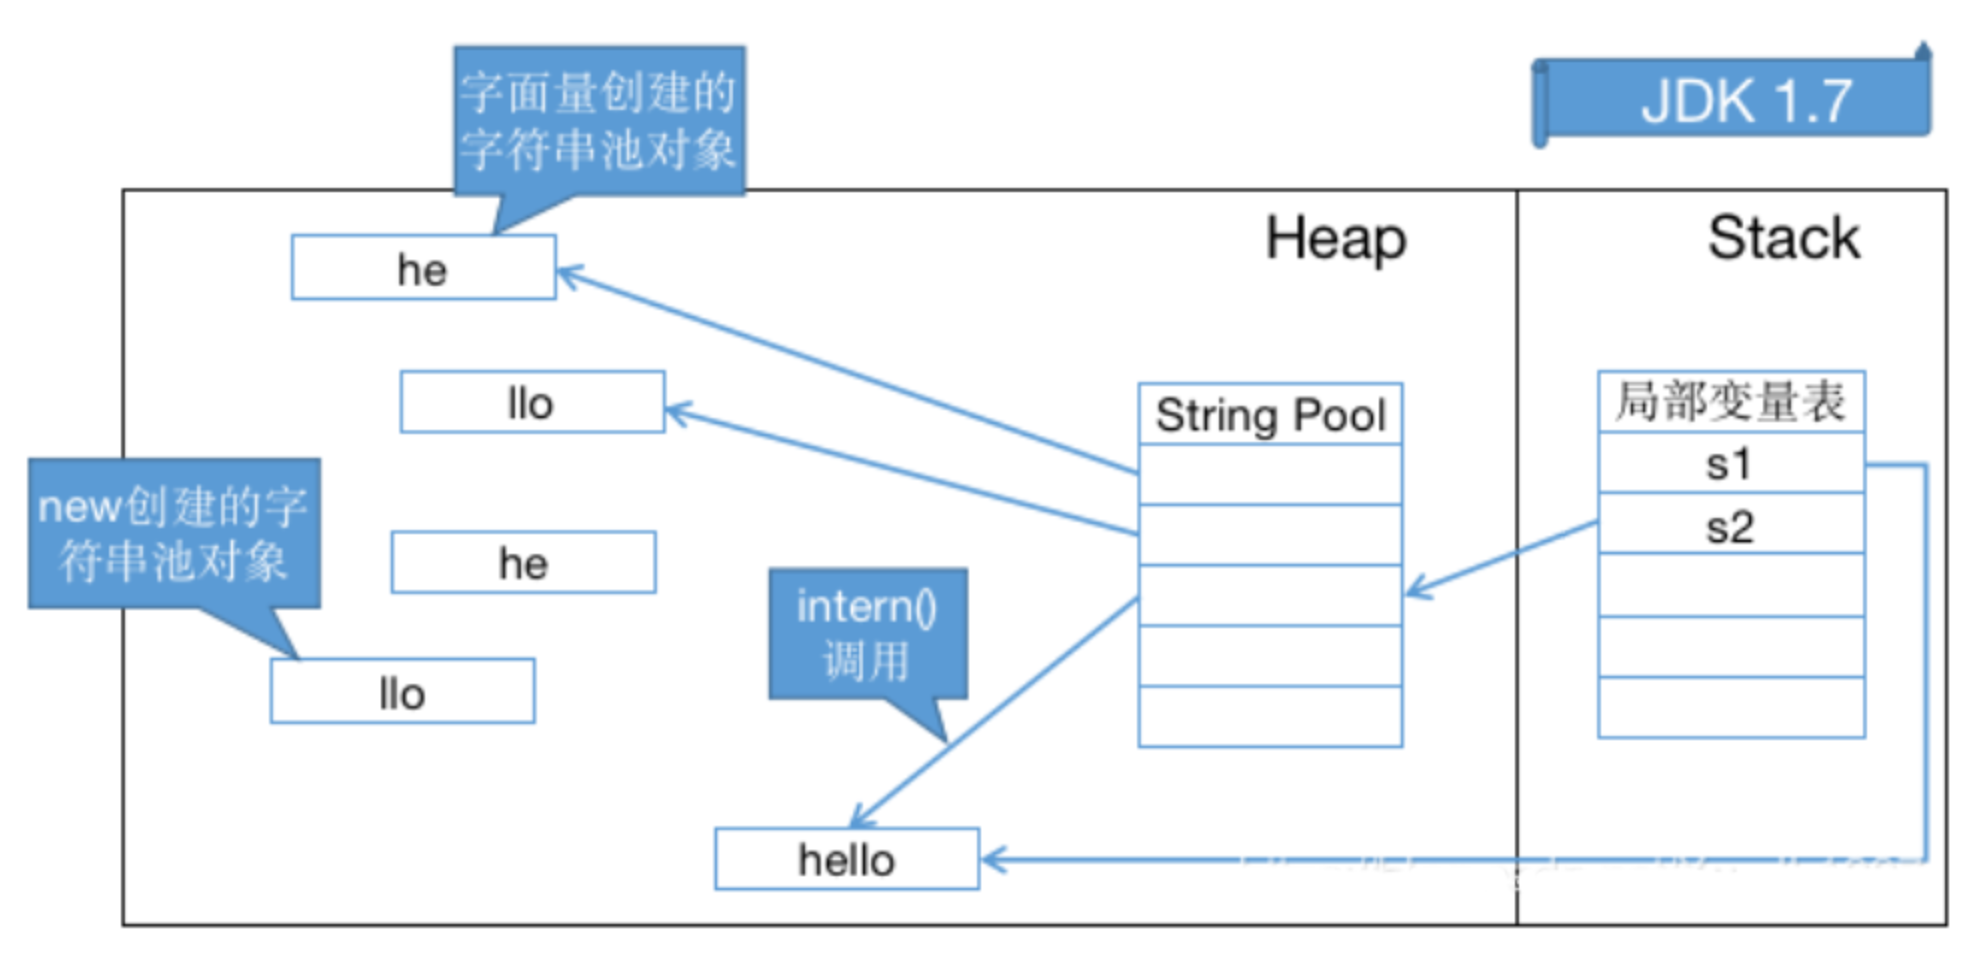 字面量创建的
字符串池对象
JDK 1.7
Heap
Stack
he
llo
String Pool
局部变量表
s1
s2
new创建的字
符串池对象
he
intern()
调用
llo
hello